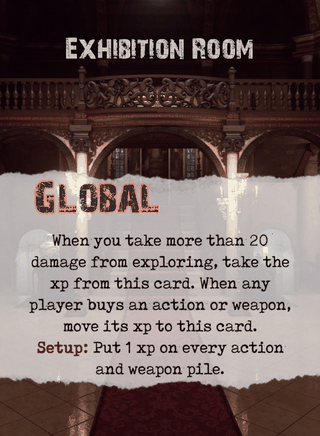 Exhibition Room
Global
When you take more than 20
damage from exploring, take the
xp from this card. When any
player buys an action or weapon,
move its xp to this card.
Setup: Put 1 xp on every action
and weapon pile.